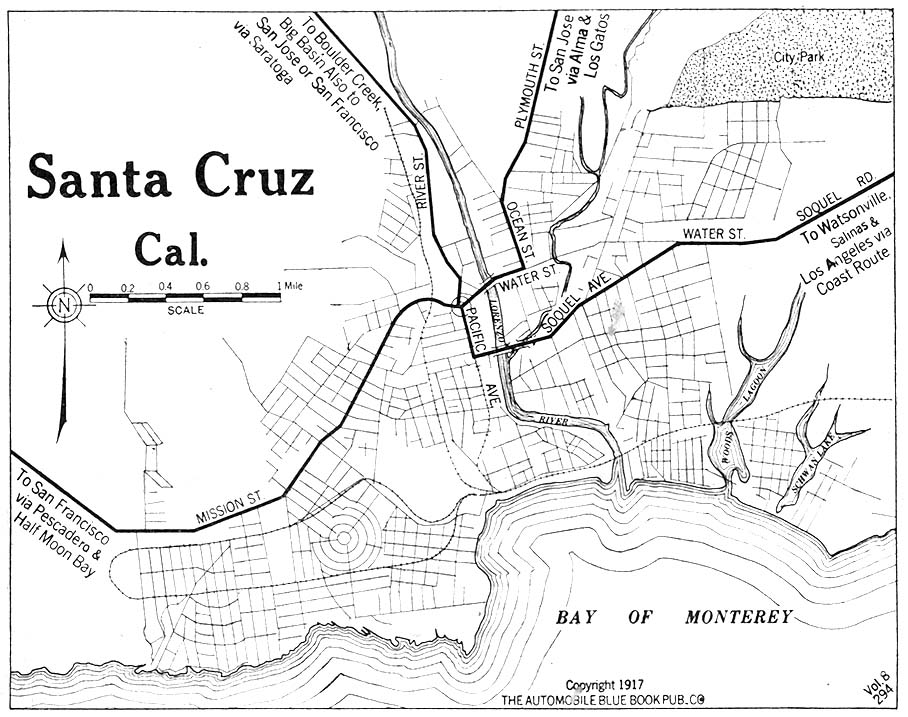 To Boulder Creek,
Big Basin Also to
San Jose or San Francisco
via Saratoga
To San Jose
via Alma &
Los Gatos
PLYMOUTH ST.
City Park
Santa Cruz
Cal.
RIVER ST.
OCEAN ST.
SOQUEL RD.
WATER ST.
To Watsonville,
Salinas &
Los Angeles via
Coast Route
N
0 0.2 0.4 0.6 0.8 1 Mile
SCALE
WATER ST.
SOQUEL AVE.
LORENZO
PACIFIC
AVE.
RIVER
WOODS
LAGOON
SCHWAN LAKE
MISSION ST
To San Francisco
via Pescadero &
Half Moon Bay
BAY OF MONTEREY
Copyright 1917
THE AUTOMOBILE BLUE BOOK PUB. CO
Vol. 8
294